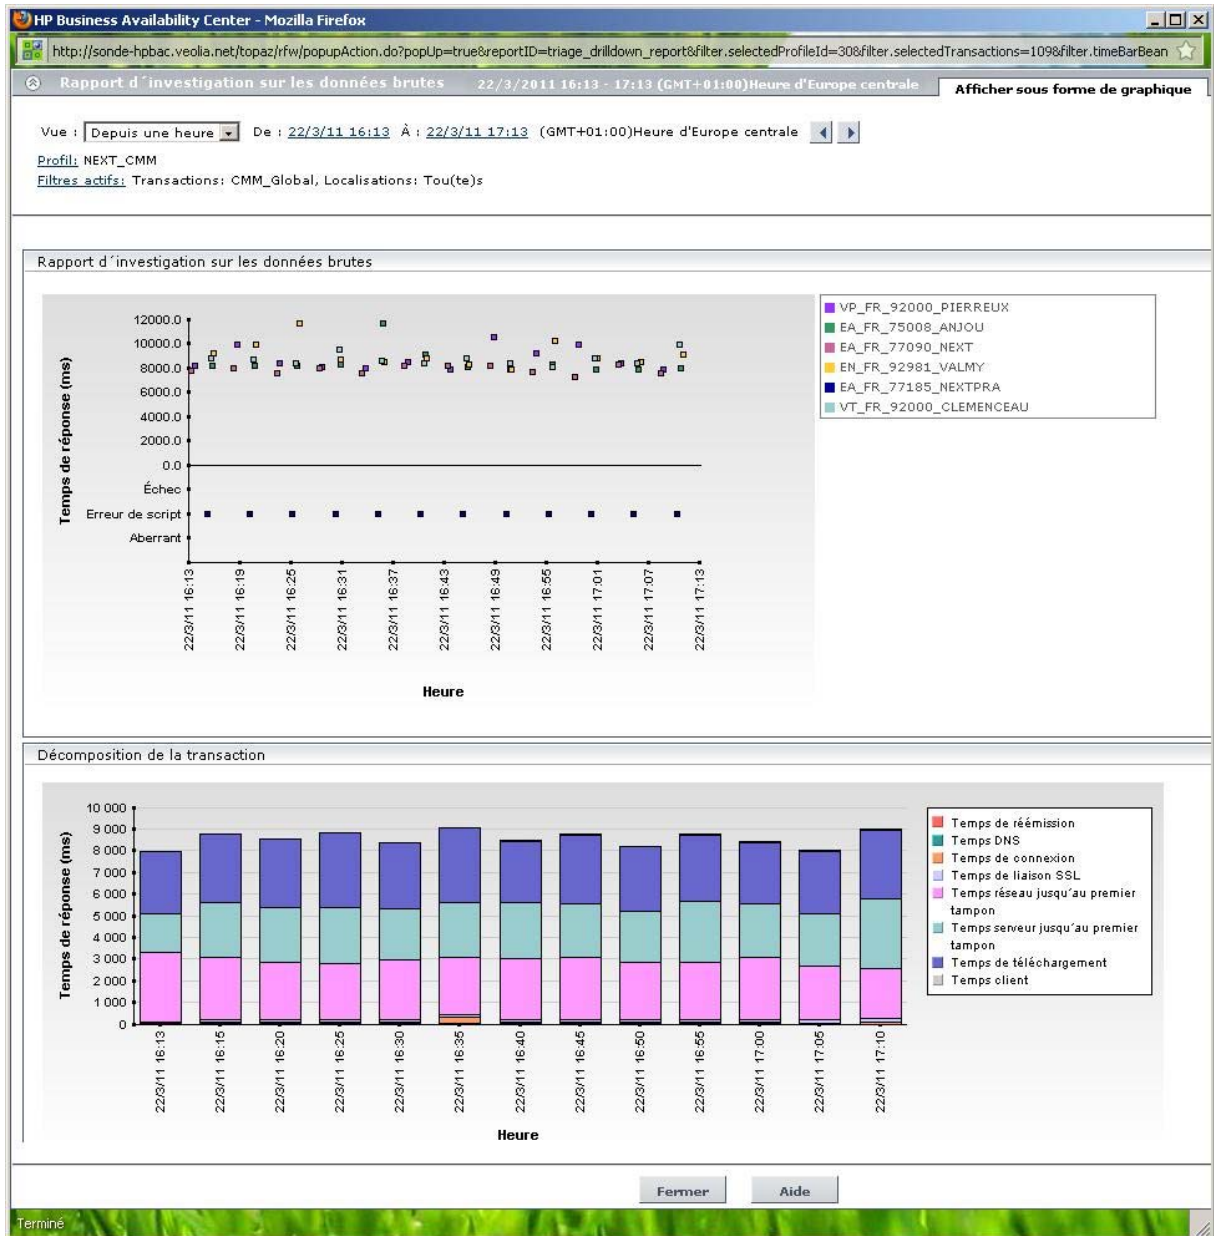 HP Business Availability Center - Mozilla Firefox
http://sonde-hpbac.veolia.net/topaz/rfw/popupAction.do?popUp=true&reportID=triage_drilldown_report&filter.selectedProfileId=30&filter.selectedTransactions=109&filter.timeBarBean
Rapport d´investigation sur les données brutes 22/3/2011 16:13 - 17:13 (GMT+01:00)Heure d'Europe centrale Afficher sous forme de graphique
Vue : Depuis une heure De : 22/3/11 16:13 À : 22/3/11 17:13 (GMT+01:00)Heure d'Europe centrale
Profil: NEXT_CMM
Filtres actifs: Transactions: CMM_Global, Localisations: Tou(te)s
Rapport d´investigation sur les données brutes
Temps de réponse (ms)
12000.0
10000.0
8000.0
6000.0
4000.0
2000.0
0.0
Échec
Erreur de script
Aberrant
22/3/11 16:13
22/3/11 16:19
22/3/11 16:25
22/3/11 16:31
22/3/11 16:37
22/3/11 16:43
22/3/11 16:49
22/3/11 16:55
22/3/11 17:01
22/3/11 17:07
22/3/11 17:13
Heure
VP_FR_92000_PIERREUX
EA_FR_75008_ANJOU
EA_FR_77090_NEXT
EN_FR_92981_VALMY
EA_FR_77185_NEXTPRA
VT_FR_92000_CLEMENCEAU
Décomposition de la transaction
Temps de réponse (ms)
10 000
9 000
8 000
7 000
6 000
5 000
4 000
3 000
2 000
1 000
0
22/3/11 16:13
22/3/11 16:15
22/3/11 16:20
22/3/11 16:25
22/3/11 16:30
22/3/11 16:35
22/3/11 16:40
22/3/11 16:45
22/3/11 16:50
22/3/11 16:55
22/3/11 17:00
22/3/11 17:05
22/3/11 17:10
Heure
Temps de réémission
Temps DNS
Temps de connexion
Temps de liaison SSL
Temps réseau jusqu´au premier
tampon
Temps serveur jusqu´au premier
tampon
Temps de téléchargement
Temps client
Fermer Aide
Terminé